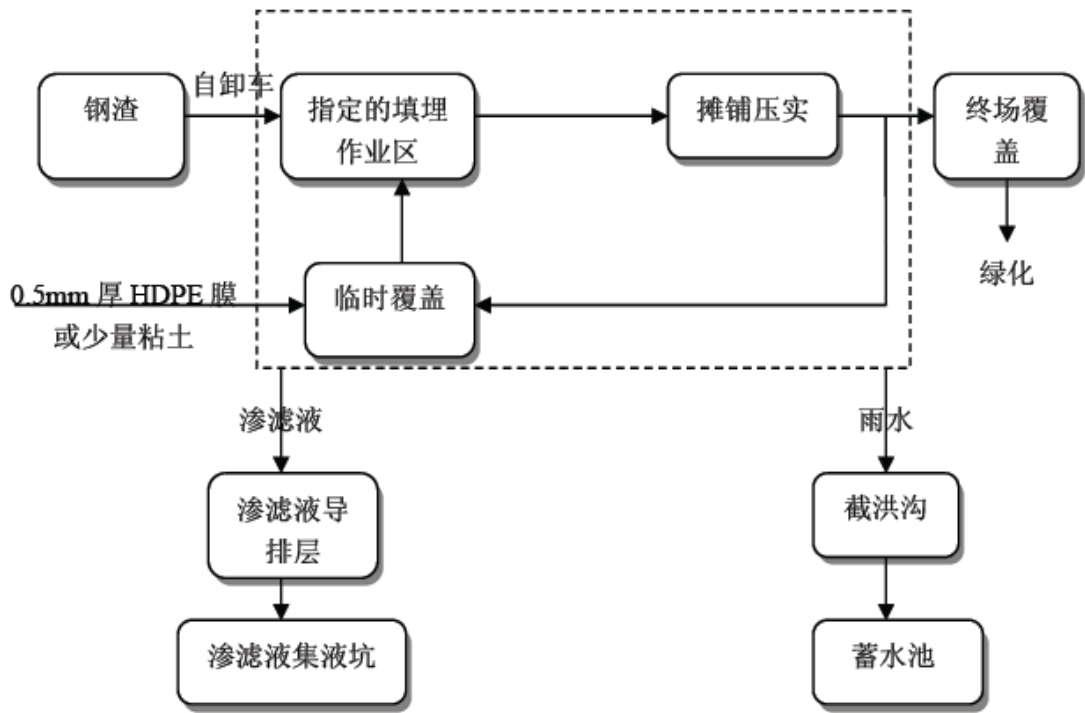 自卸车
钢渣
指定的填埋
作业区
摊铺压实
终场覆
盖
绿化
0.5mm 厚 HDPE 膜
或少量粘土
临时覆盖
渗滤液
雨水
渗滤液导
排层
截洪沟
渗滤液集液坑
蓄水池